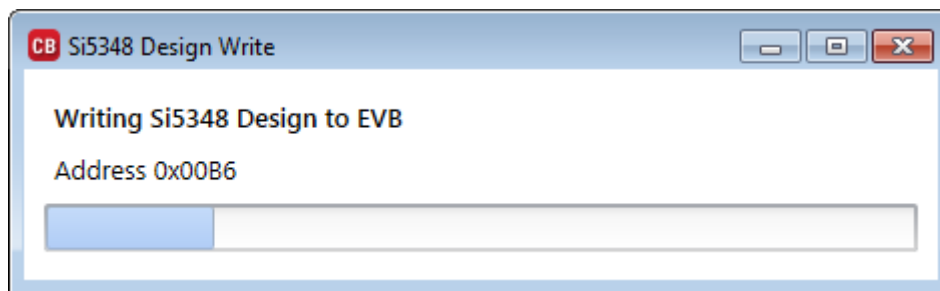 CB Si5348 Design Write
Writing Si5348 Design to EVB
Address 0x00B6